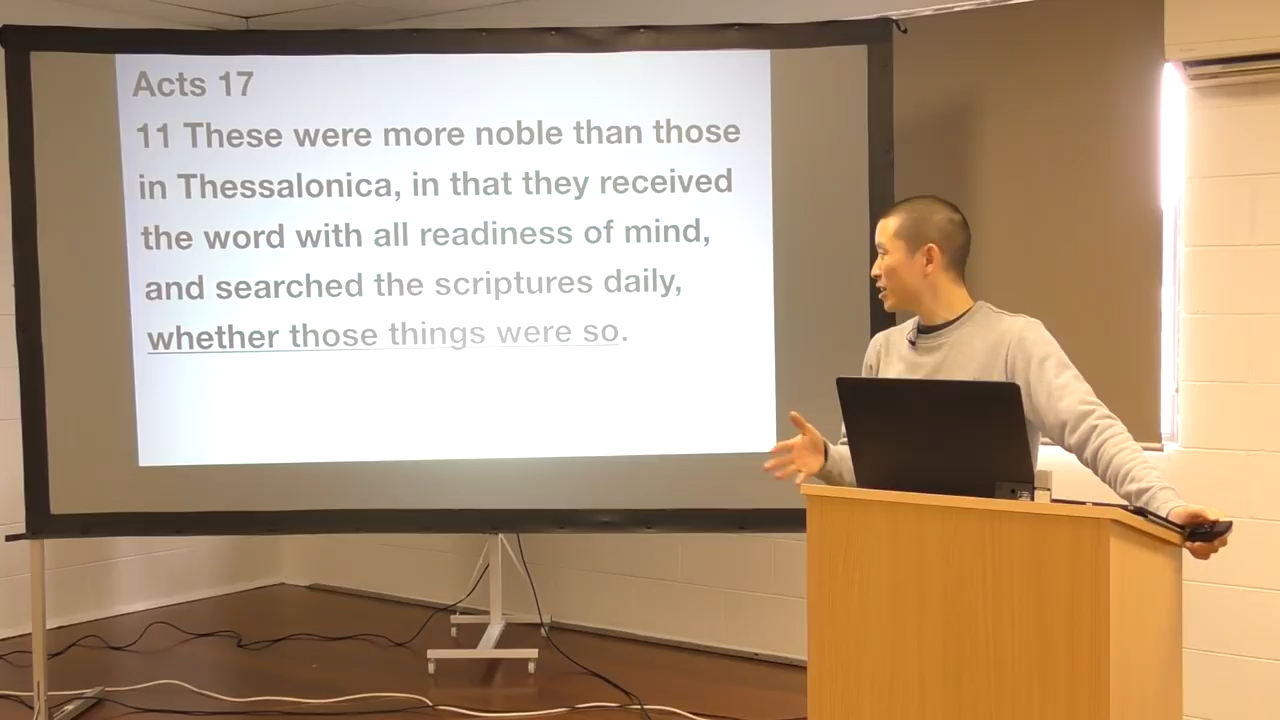 Acts 17
11 These were more noble than those
in Thessalonica, in that they received
the word with all readiness of mind,
and searched the scriptures daily,
whether those things were so.